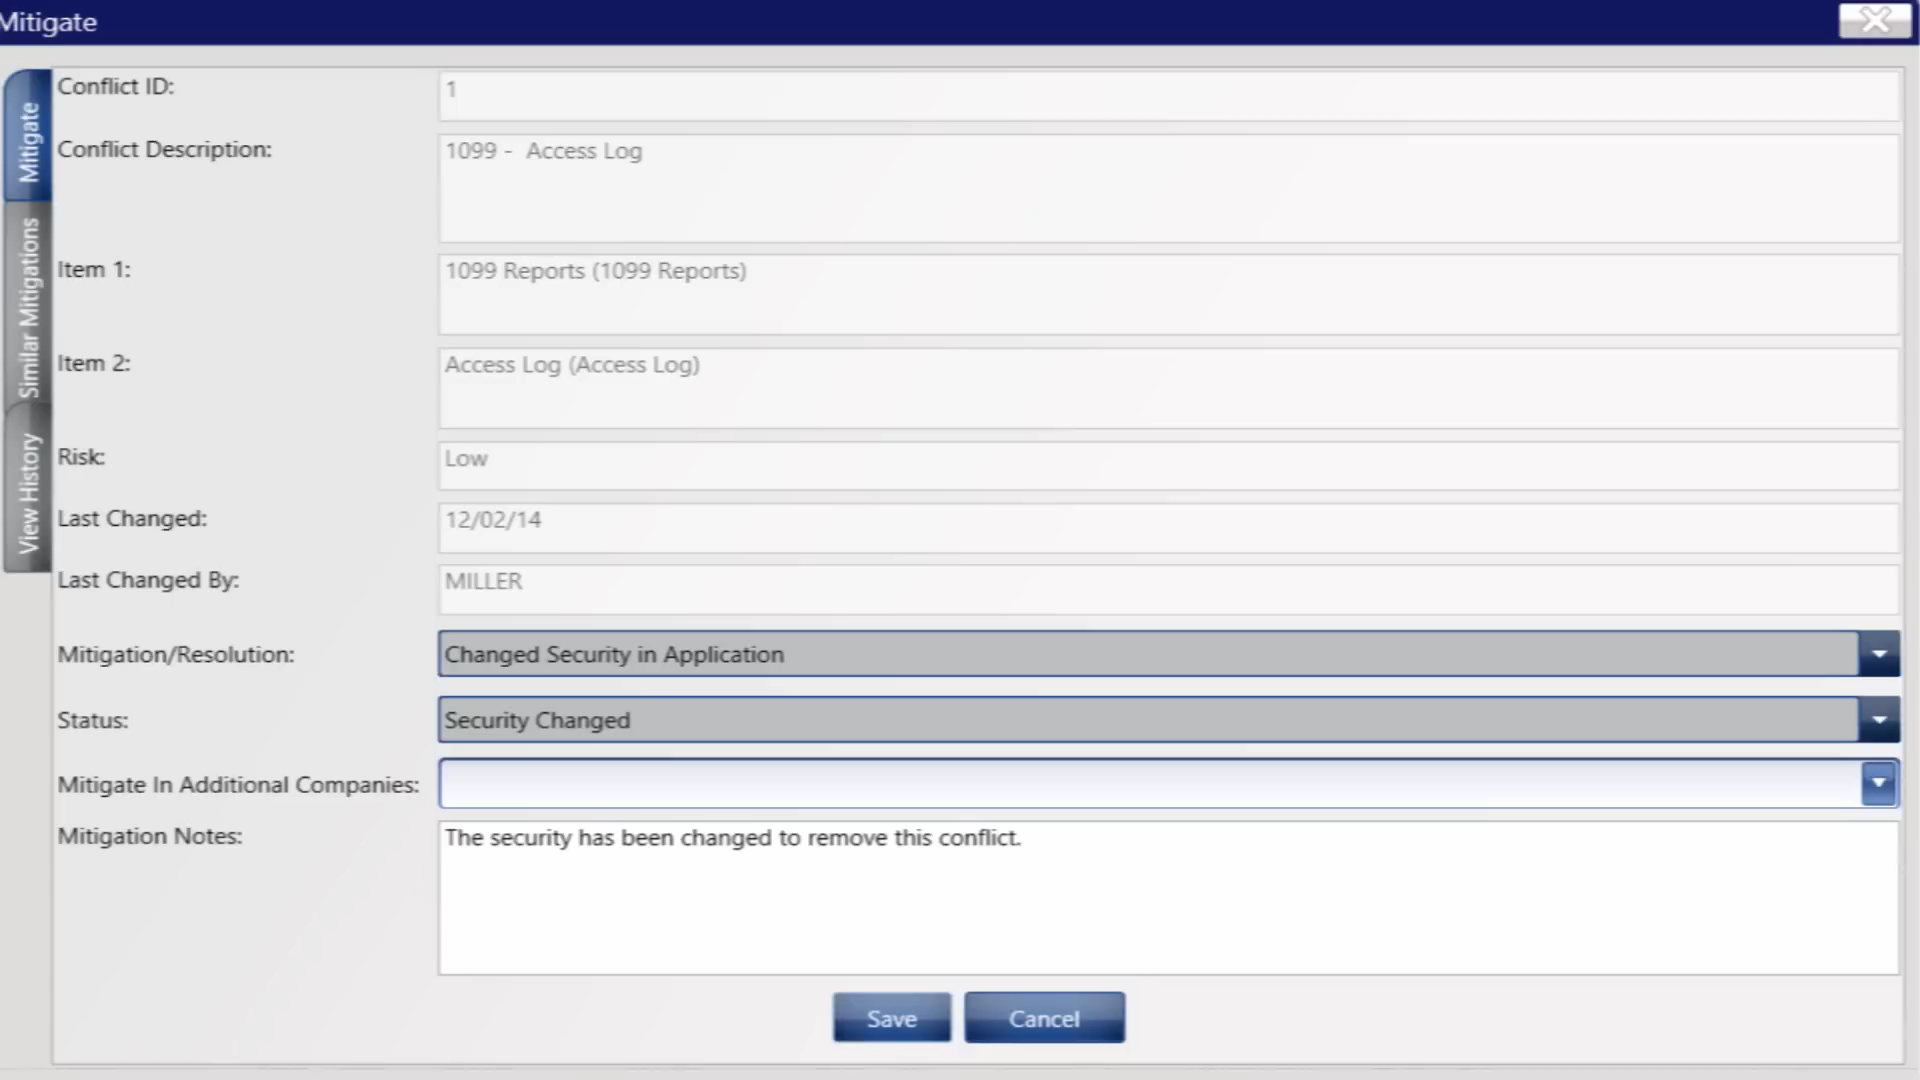 Mitigate
Mitigate
Similar Mitigations
View History
Conflict ID:
1
Conflict Description:
1099 -  Access Log
Item 1:
1099 Reports (1099 Reports)
Item 2:
Access Log (Access Log)
Risk:
Low
Last Changed:
12/02/14
Last Changed By:
MILLER
Mitigation/Resolution:
Changed Security in Application
Status:
Security Changed
Mitigate In Additional Companies:
Mitigation Notes:
The security has been changed to remove this conflict.
Save
Cancel